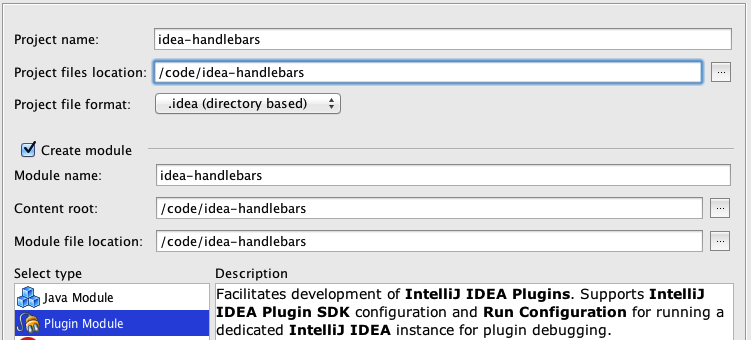 Project name: idea-handlebars
Project files location: /code/idea-handlebars ...
Project file format: .idea (directory based)
Create module
Module name: idea-handlebars
Content root: /code/idea-handlebars ...
Module file location: /code/idea-handlebars ...
Select type Description
Java Module Facilitates development of IntelliJ IDEA Plugins. Supports IntelliJ
Plugin Module IDEA Plugin SDK configuration and Run Configuration for running a
dedicated IntelliJ IDEA instance for plugin debugging.